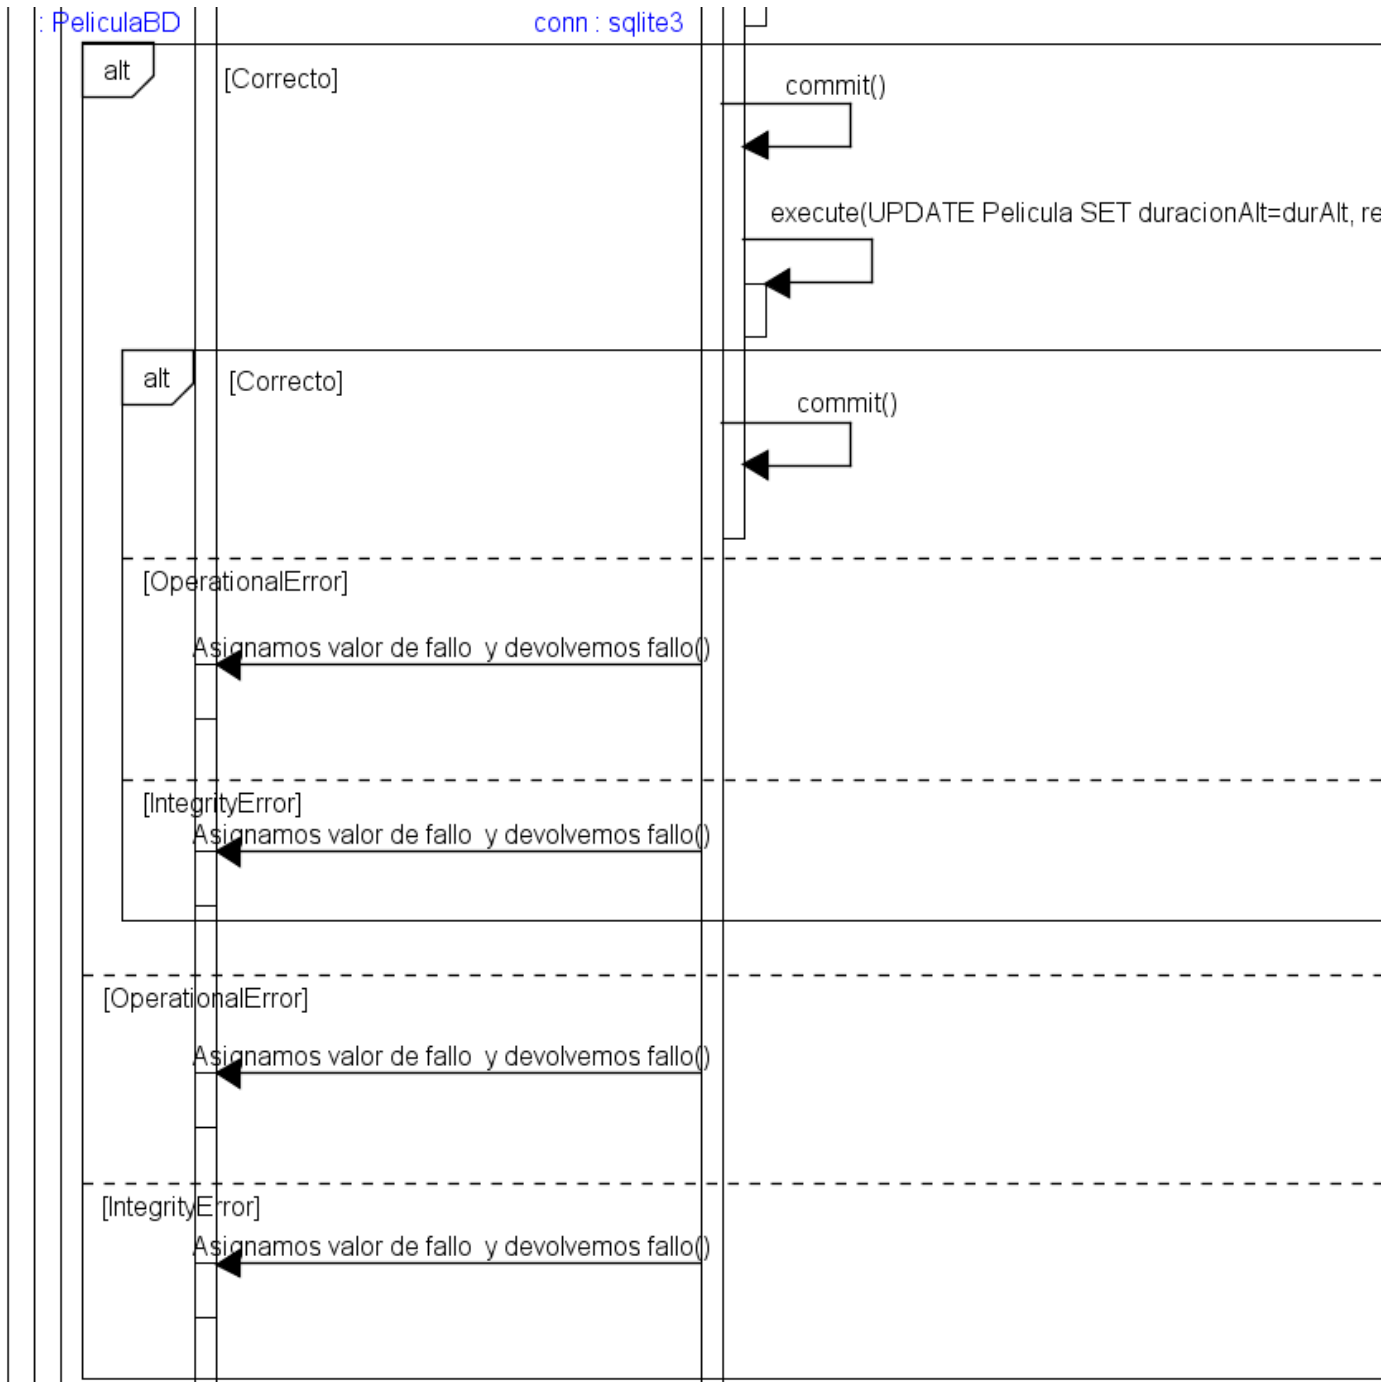 : PeliculaBD
conn : sqlite3
alt
[Correcto]
commit()
execute(UPDATE Pelicula SET duracionAlt=durAlt, re
alt
[Correcto]
commit()
[OperationalError]
Asignamos valor de fallo  y devolvemos fallo()
[IntegrityError]
Asignamos valor de fallo  y devolvemos fallo()
[OperationalError]
Asignamos valor de fallo  y devolvemos fallo()
[IntegrityError]
Asignamos valor de fallo  y devolvemos fallo()